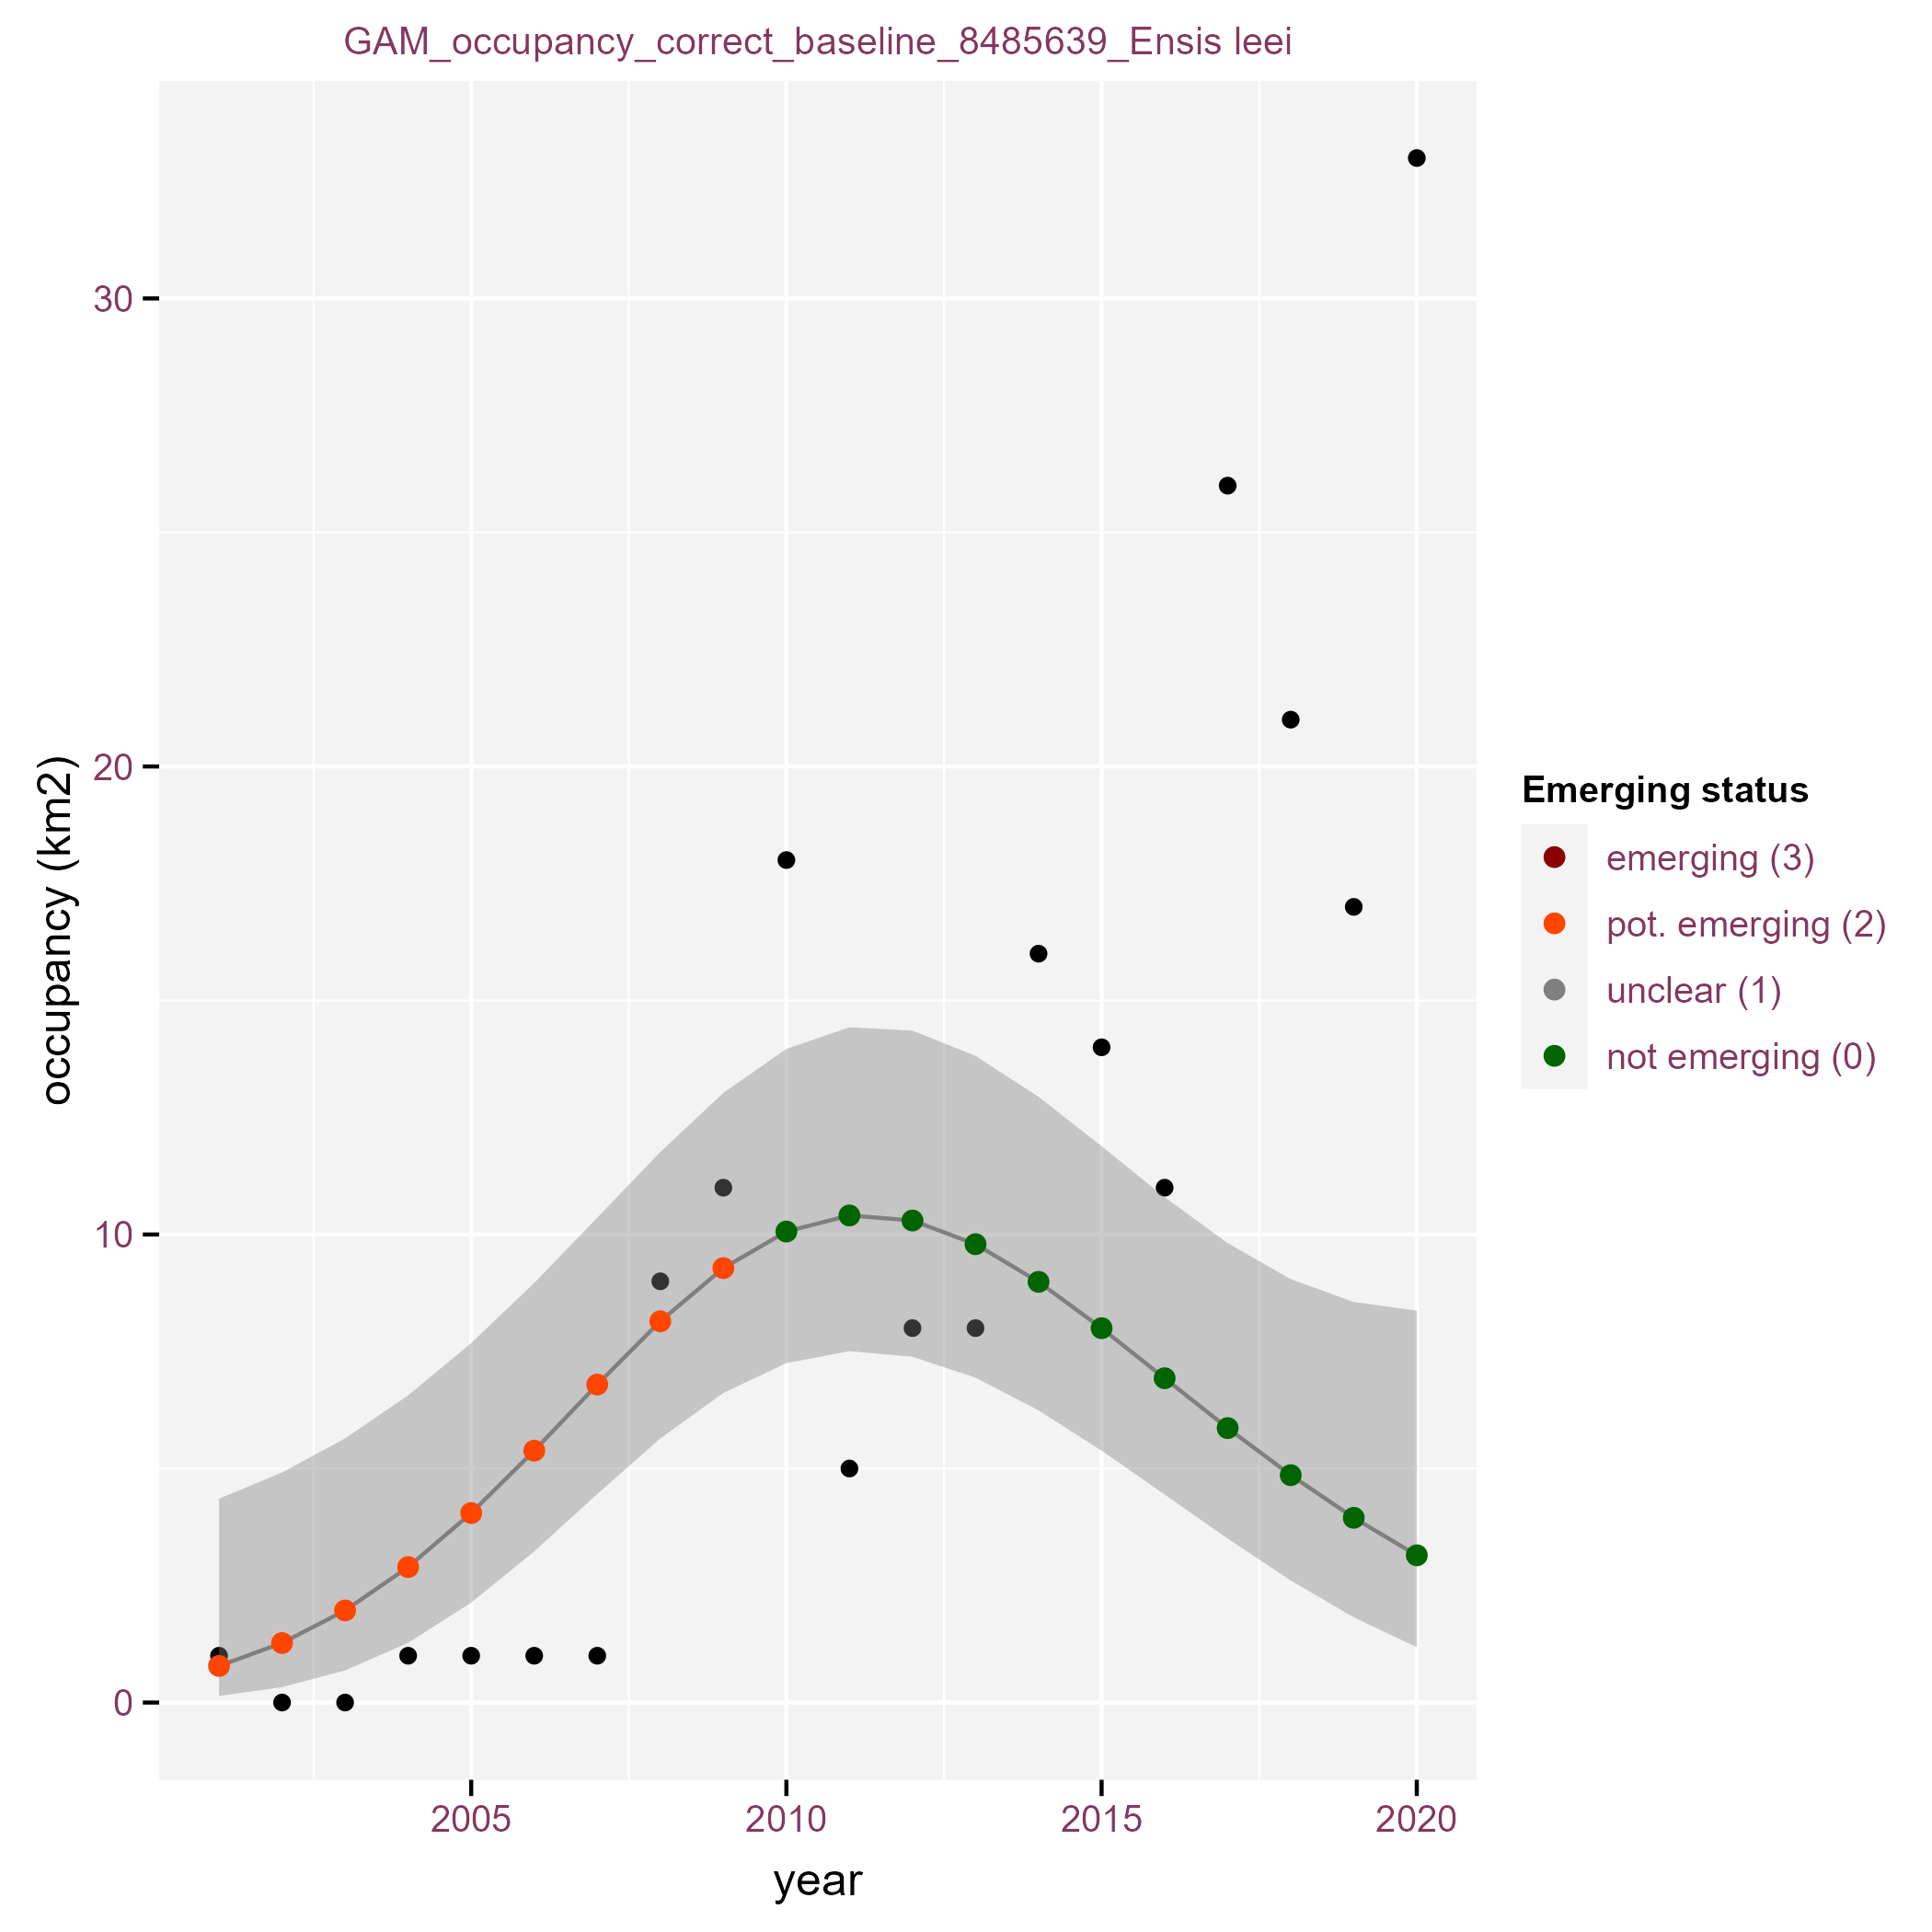 GAM_occupancy_correct_baseline_8485639_Ensis leei
30
20
10
0
occupancy (km2)
2005
2010
2015
2020
year
Emerging status
emerging (3)
pot. emerging (2)
unclear (1)
not emerging (0)